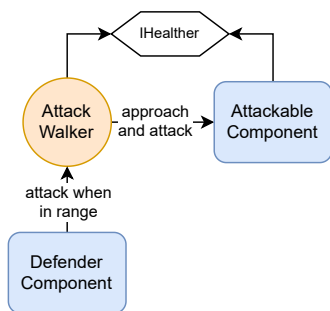 IHealther
Attack
Walker
approach
and attack
Attackable
Component
attack when
in range
Defender
Component